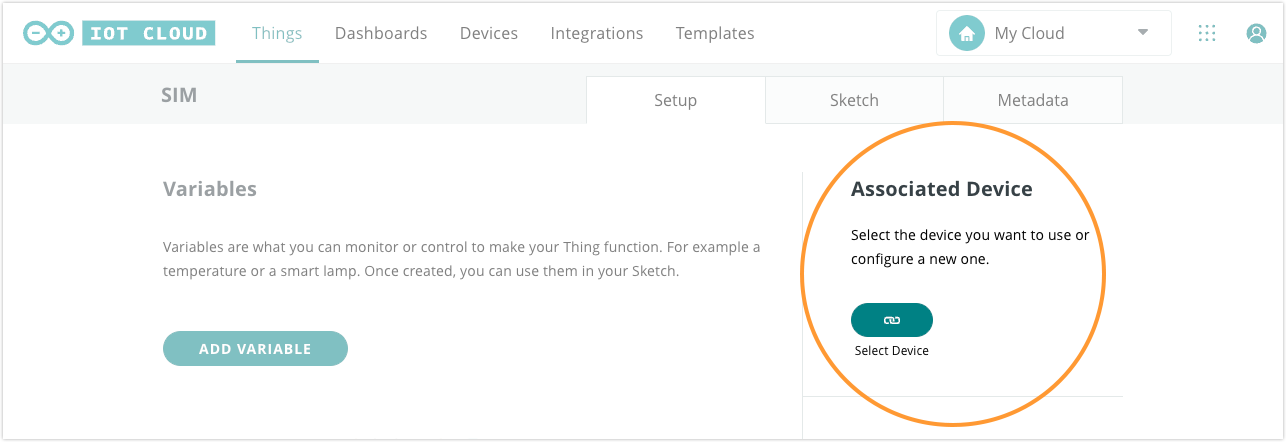 IOT CLOUD Things Dashboards Devices Integrations Templates My Cloud
SIM Setup Sketch Metadata
Variables
Variables are what you can monitor or control to make your Thing function. For example a
temperature or a smart lamp. Once created, you can use them in your Sketch.
ADD VARIABLE
Associated Device
Select the device you want to use or
configure a new one.
Select Device